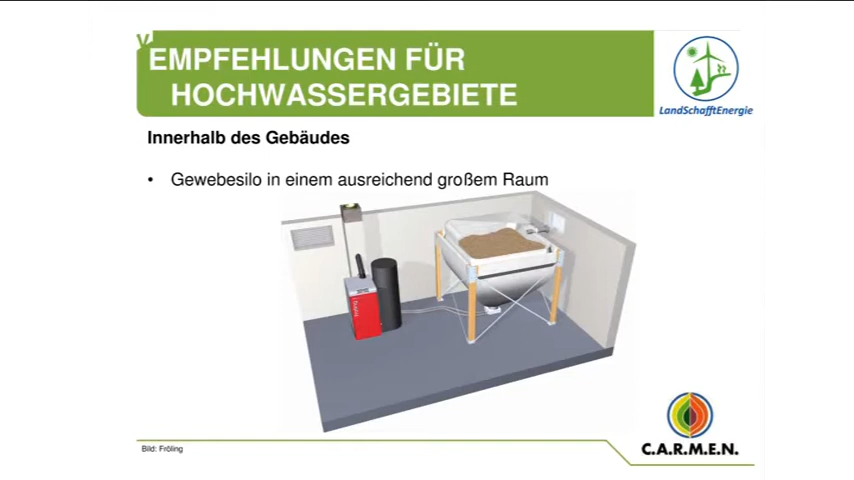 EMPFEHLUNGEN FÜR
HOCHWASSERGEBIETE
LandSchafftEnergie
Innerhalb des Gebäudes
• Gewebesilo in einem ausreichend großem Raum
Bild: Fröling
C.A.R.M.E.N.